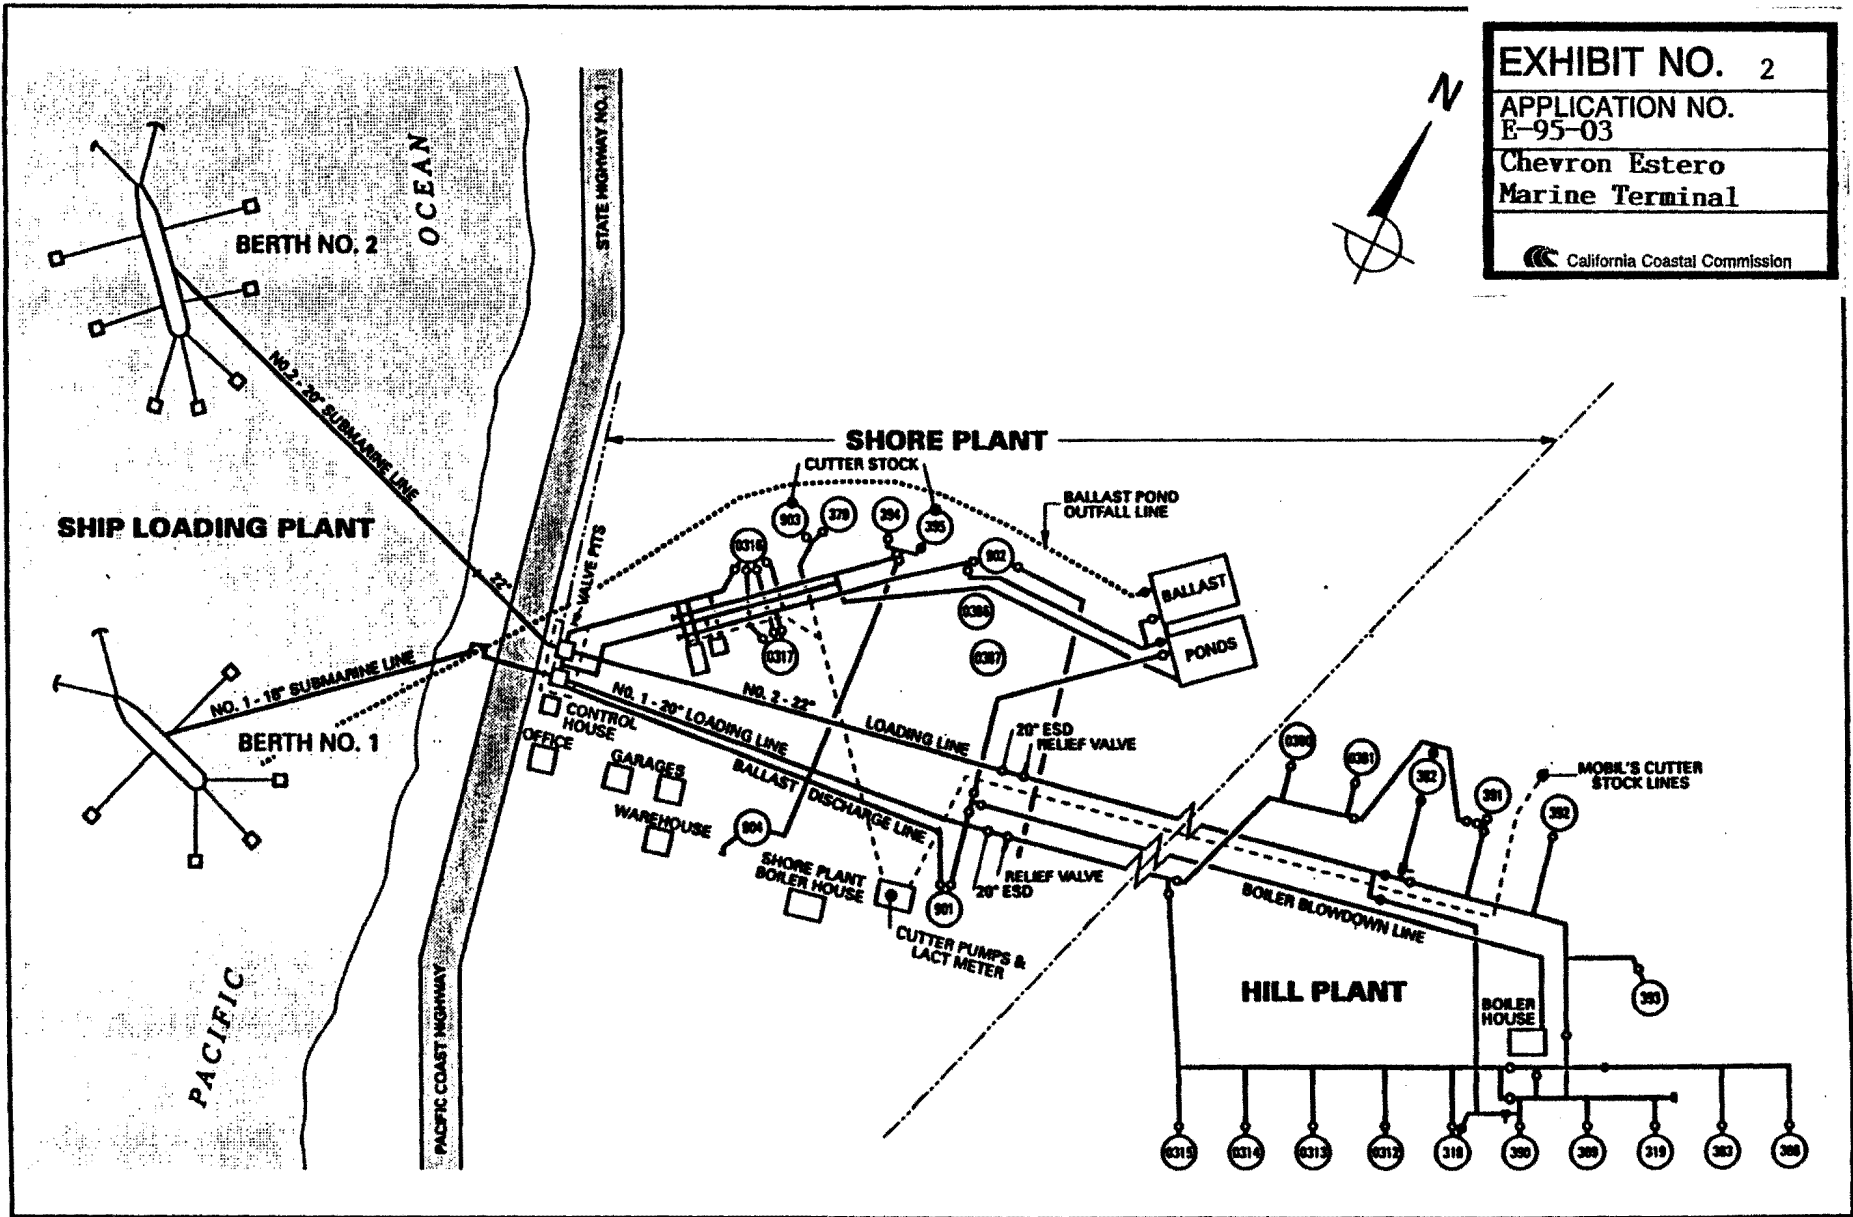 EXHIBIT NO. 2
APPLICATION NO.
E-95-03
Chevron Estero
Marine Terminal
California Coastal Commission
N
OCEAN
STATE HIGHWAY NO. 1
BERTH NO. 2
NO.2 - 20" SUBMARINE LINE
SHORE PLANT
CUTTER STOCK
BALLAST POND
OUTFALL LINE
903
379
394
395
SHIP LOADING PLANT
22"
VALVE PITS
0316
902
BALLAST
PONDS
0386
0387
0317
NO. 1 - 18" SUBMARINE LINE
BERTH NO. 1
CONTROL
HOUSE
OFFICE
GARAGES
WAREHOUSE
NO. 2 - 22" LOADING LINE
NO. 1 - 20" LOADING LINE
BALLAST DISCHARGE LINE
20" ESD
RELIEF VALVE
0380
0381
382
391
392
MOBIL'S CUTTER
STOCK LINES
904
SHORE PLANT
BOILER HOUSE
901
RELIEF VALVE
20" ESD
CUTTER PUMPS &
LACT METER
BOILER BLOWDOWN LINE
HILL PLANT
BOILER
HOUSE
393
PACIFIC
PACIFIC COAST HIGHWAY
0315
0314
0313
0312
318
390
389
319
383